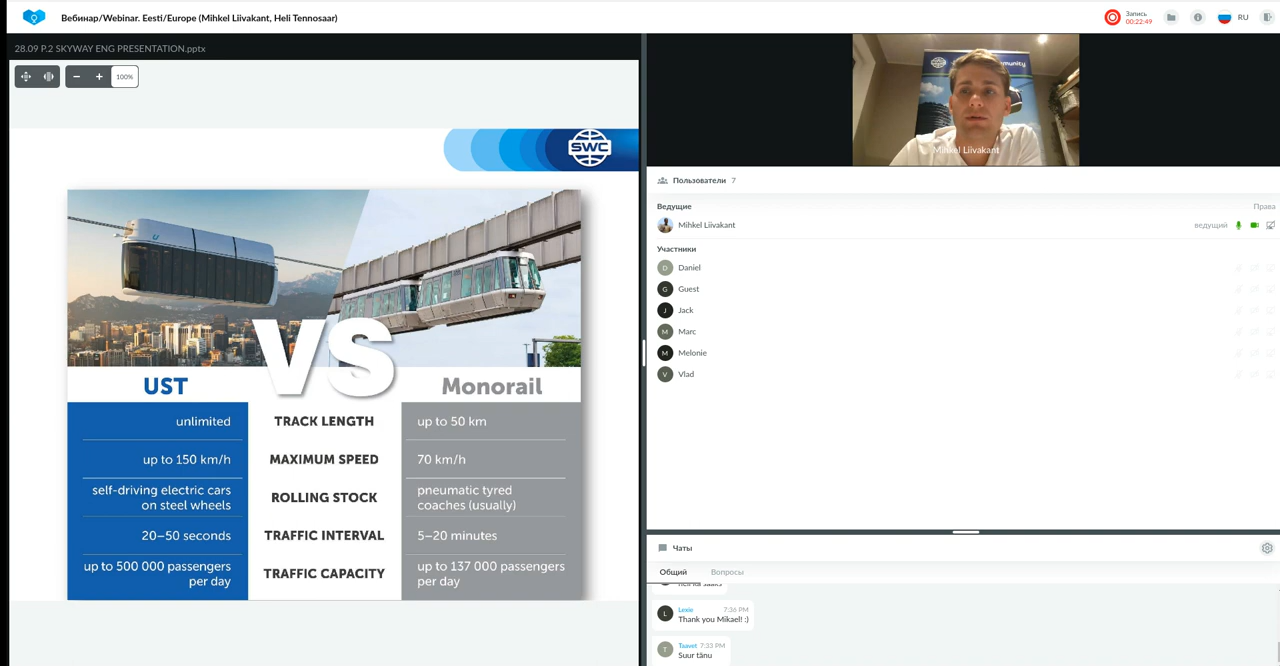 Вебинар/Webinar. Eesti/Europe (Mihkel Liivakant, Heli Tennosaar)
Запись
00:22:49
RU
28.09 P.2 SKYWAY ENG PRESENTATION.pptx
100%
SWC
VS
UST
Monorail
unlimited
TRACK LENGTH
up to 50 km
up to 150 km/h
MAXIMUM SPEED
70 km/h
self-driving electric cars
on steel wheels
ROLLING STOCK
pneumatic tyred
coaches (usually)
20–50 seconds
TRAFFIC INTERVAL
5–20 minutes
up to 500 000 passengers
per day
TRAFFIC CAPACITY
up to 137 000 passengers
per day
Mihkel Liivakant
Пользователи 7
Ведущие
Права
Mihkel Liivakant
ведущий
Участники
D Daniel
G Guest
J Jack
M Marc
M Melonie
V Vlad
Чаты
Общий
Вопросы
L Lexie 7:36 PM
Thank you Mikael! :)
T Taavet 7:33 PM
Suur tänu